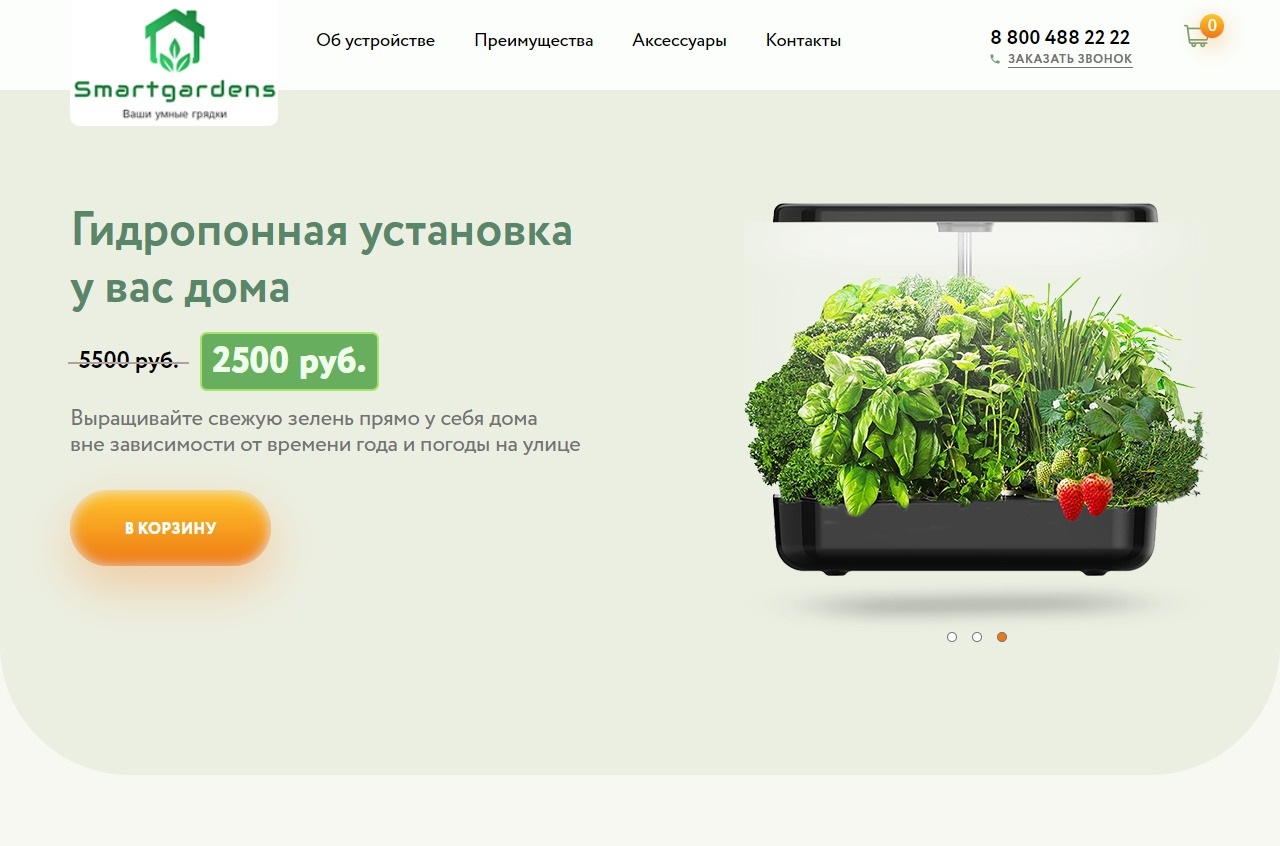 Smartgardens
Ваши умные грядки
Об устройстве Преимущества Аксессуары Контакты
8 800 488 22 22
ЗАКАЗАТЬ ЗВОНОК
0
Гидропонная установка
у вас дома
5500 руб. 2500 руб.
Выращивайте свежую зелень прямо у себя дома
вне зависимости от времени года и погоды на улице
В КОРЗИНУ